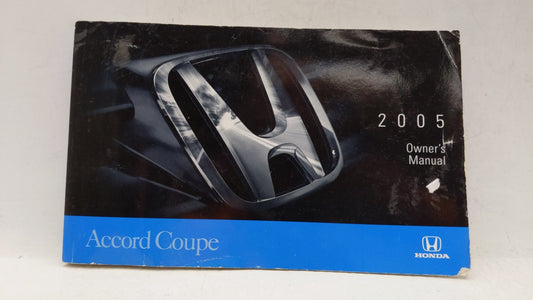 2005
Owner's
Manual
Accord Coupe
HONDA